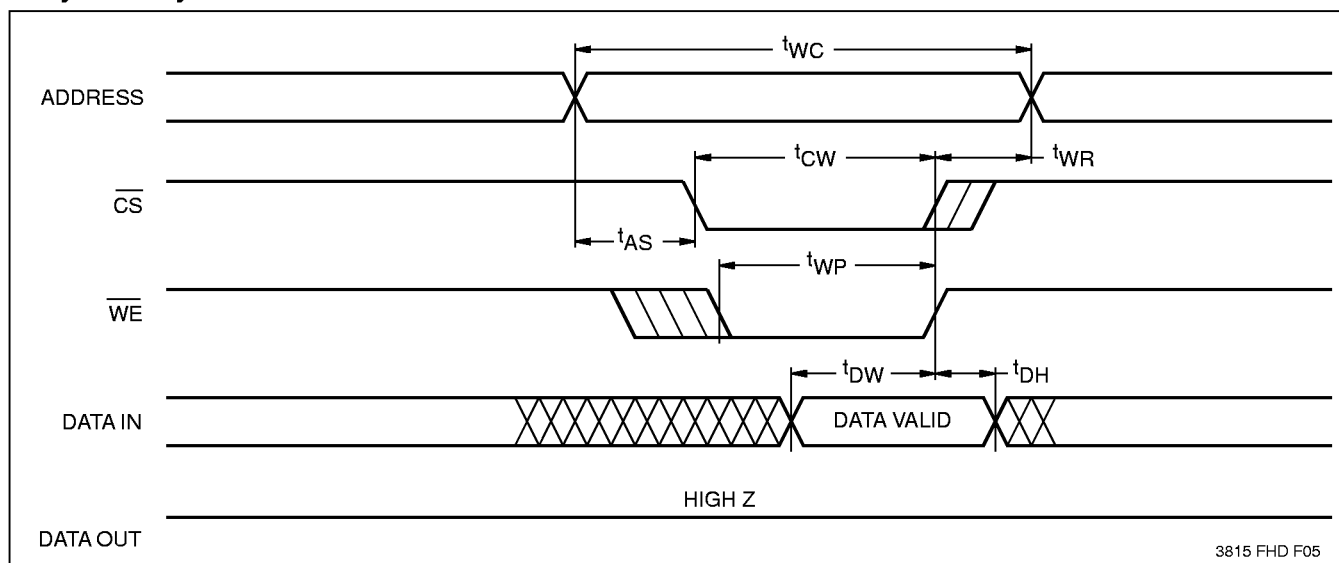 tWC
ADDRESS
tCW
tWR
CS
tAS
tWP
WE
tDW
tDH
DATA IN
DATA VALID
HIGH Z
DATA OUT
3815 FHD F05